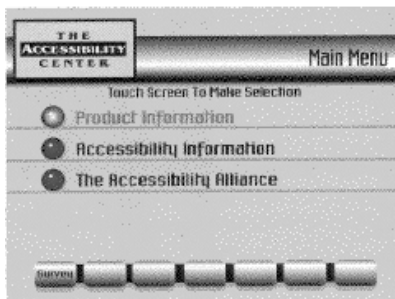 THE
ACCESSIBILITY
CENTER
Main Menu
Touch Screen To Make Selection
Product Information
Accessibility Information
The Accessibility Alliance
Survey